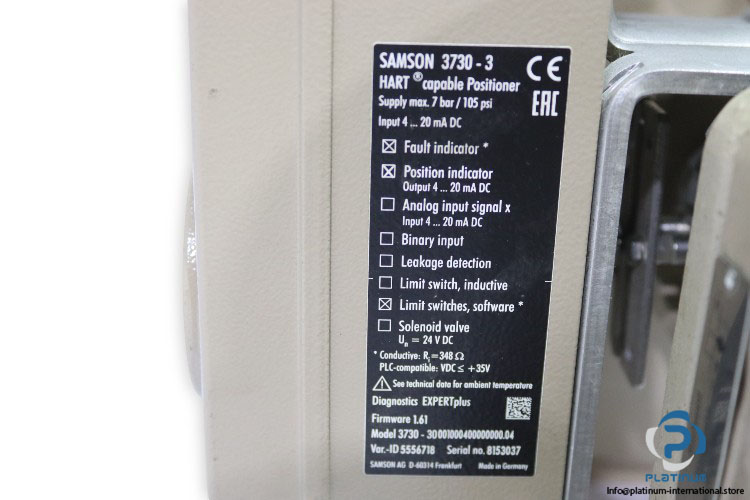 SAMSON 3730 - 3
CE
HART ® capable Positioner
Supply max. 7 bar / 105 psi
EAC
Input 4 ... 20 mA DC
☒ Fault indicator *
☒ Position indicator
Output 4 ... 20 mA DC
☐ Analog input signal x
Input 4 ... 20 mA DC
☐ Binary input
☐ Leakage detection
☐ Limit switch, inductive
☒ Limit switches, software *
☐ Solenoid valve
Un = 24 V DC
* Conductive: Ri=348 Ω
PLC-compatible: VDC ≤ +35V
See technical data for ambient temperature
Diagnostics EXPERTplus
Firmware 1.61
Model 3730 - 30001000400000000.04
Var.-ID 5556718 Serial no. 8153037
SAMSON AG D-60314 Frankfurt Made in Germany
PLATINUM
Info@platinum-international.store